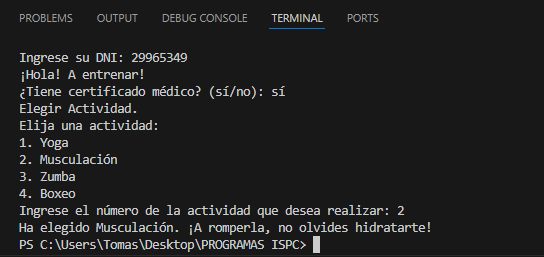 PROBLEMS OUTPUT DEBUG CONSOLE TERMINAL PORTS
Ingrese su DNI: 29965349
¡Hola! A entrenar!
¿Tiene certificado médico? (sí/no): sí
Elegir Actividad.
Elija una actividad:
1. Yoga
2. Musculación
3. Zumba
4. Boxeo
Ingrese el número de la actividad que desea realizar: 2
Ha elegido Musculación. ¡A romperla, no olvides hidratarte!
PS C:\Users\Tomas\Desktop\PROGRAMAS ISPC>